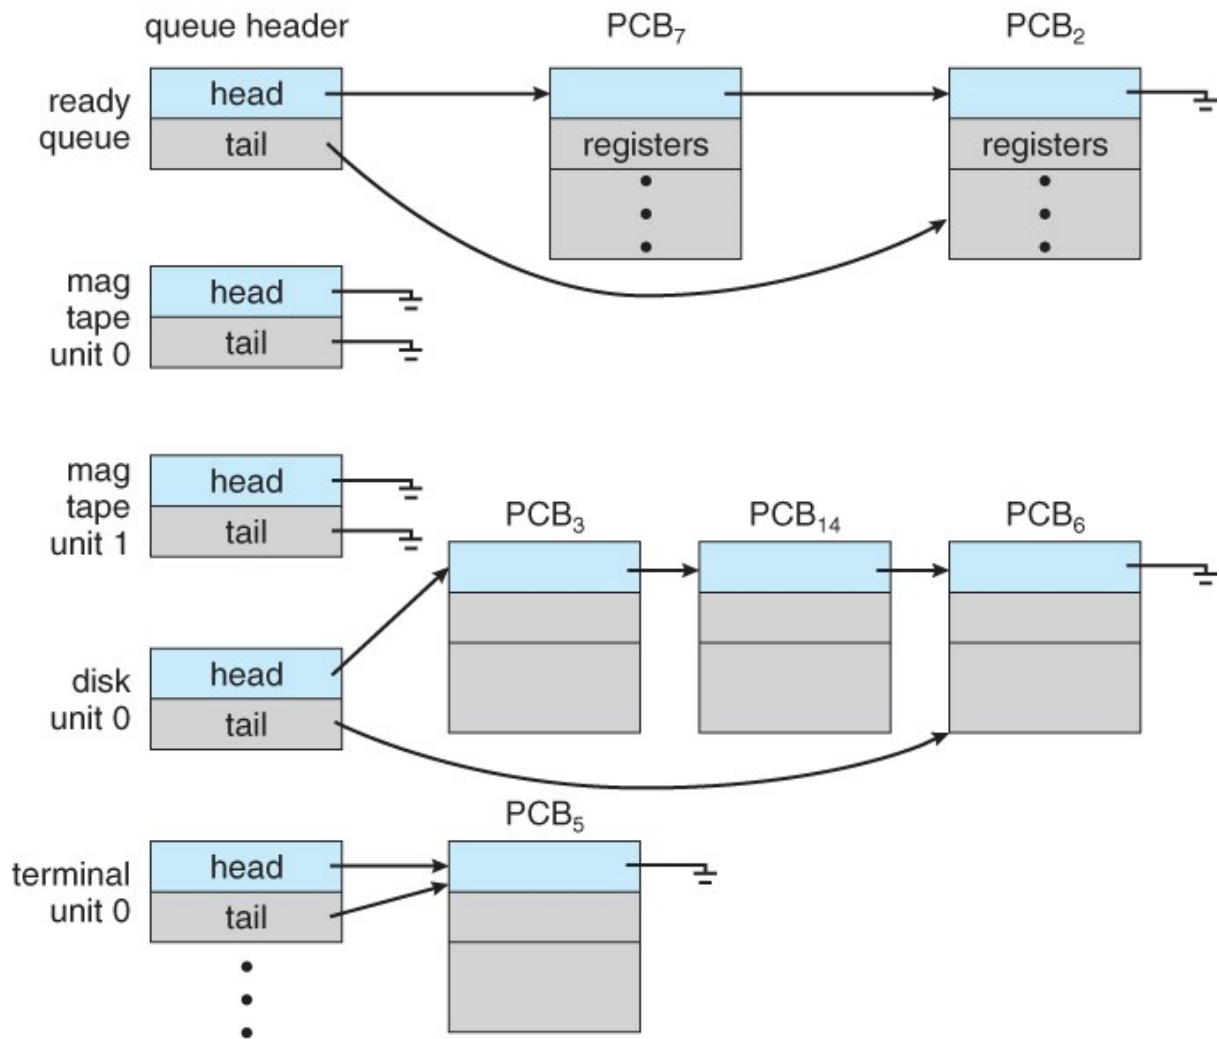 queue header
PCB₇
PCB₂
ready
queue
head
tail
registers
registers
mag
tape
unit 0
head
tail
mag
tape
unit 1
head
tail
PCB₃
PCB₁₄
PCB₆
disk
unit 0
head
tail
PCB₅
terminal
unit 0
head
tail